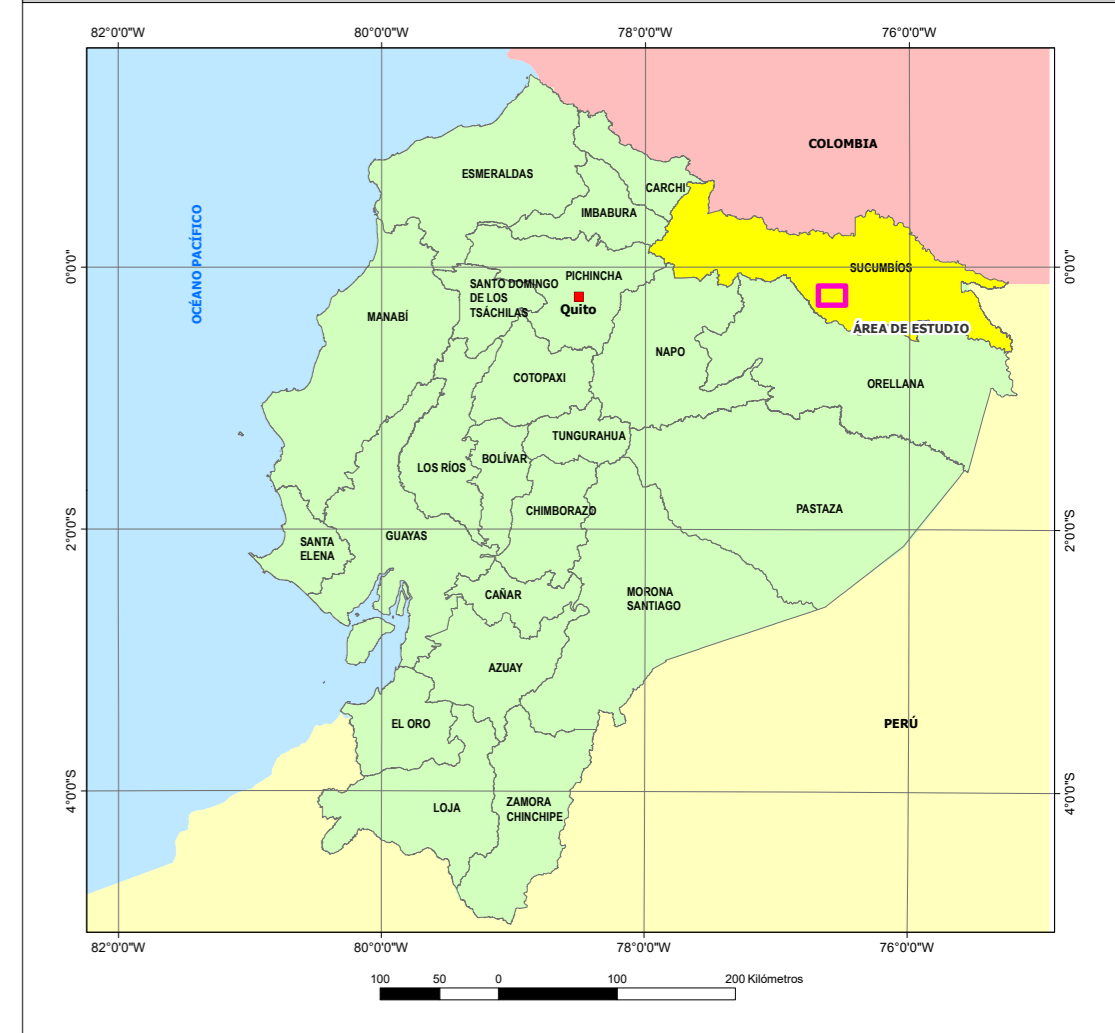 82°0'0"W 80°0'0"W 78°0'0"W 76°0'0"W
COLOMBIA
ESMERALDAS
CARCHI
IMBABURA
OCÉANO PACÍFICO
0°0'0" 0°0'0"
SUCUMBÍOS
PICHINCHA
SANTO DOMINGO
DE LOS
TSÁCHILAS
Quito
MANABÍ
ÁREA DE ESTUDIO
NAPO
COTOPAXI
ORELLANA
TUNGURAHUA
BOLÍVAR
LOS RÍOS
PASTAZA
CHIMBORAZO
2°0'0"S 2°0'0"S
GUAYAS
SANTA
ELENA
CAÑAR
MORONA
SANTIAGO
AZUAY
EL ORO
PERÚ
4°0'0"S 4°0'0"S
LOJA
ZAMORA
CHINCHIPE
82°0'0"W 80°0'0"W 78°0'0"W 76°0'0"W
100 50 0 100 200 Kilómetros